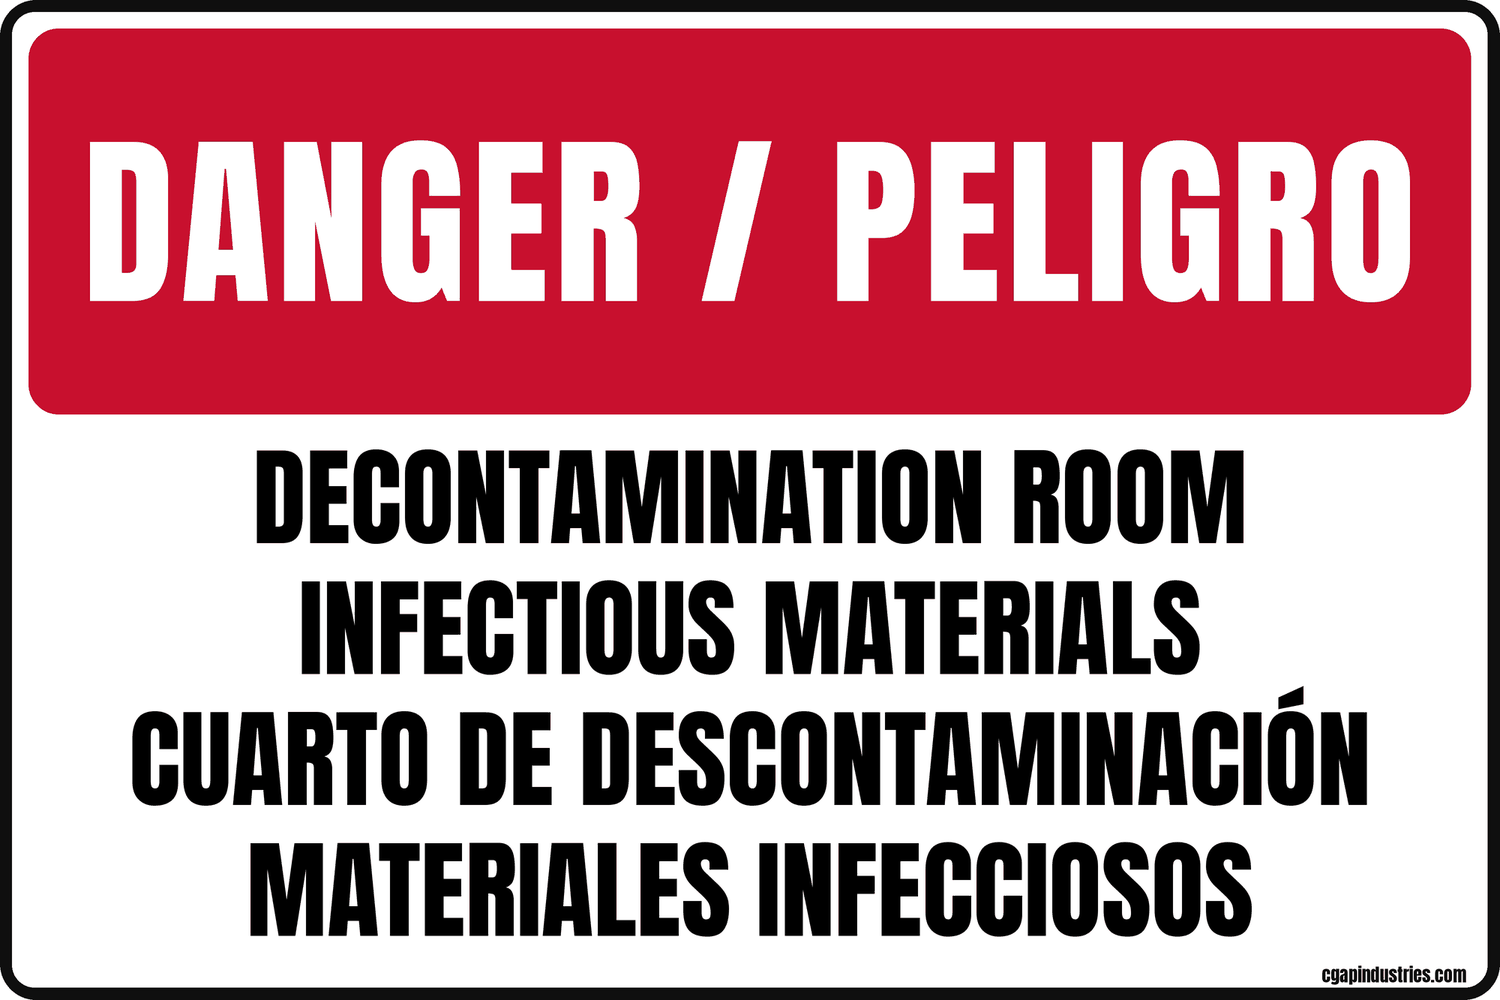 DANGER / PELIGRO
DECONTAMINATION ROOM
INFECTIOUS MATERIALS
CUARTO DE DESCONTAMINACIÓN
MATERIALES INFECCIOSOS
cgapindustries.com